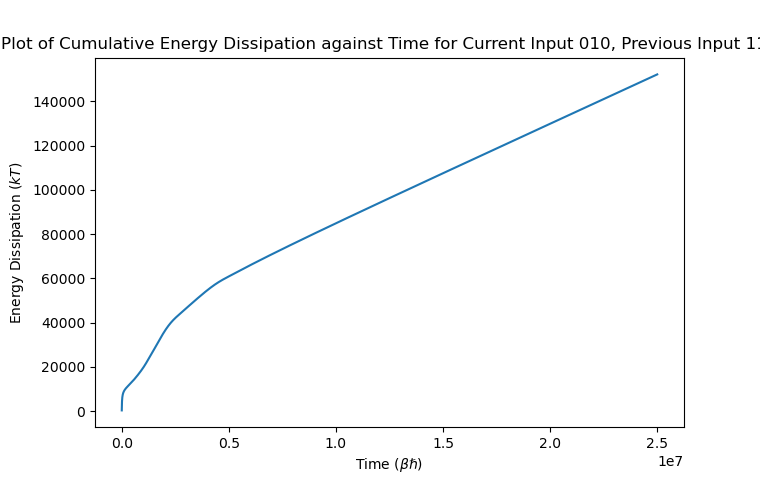 Plot of Cumulative Energy Dissipation against Time for Current Input 010, Previous Input 11
140000
120000
100000
80000
60000
40000
20000
0
Energy Dissipation (kT)
0.0 0.5 1.0 1.5 2.0 2.5
1e7
Time (βℏ)